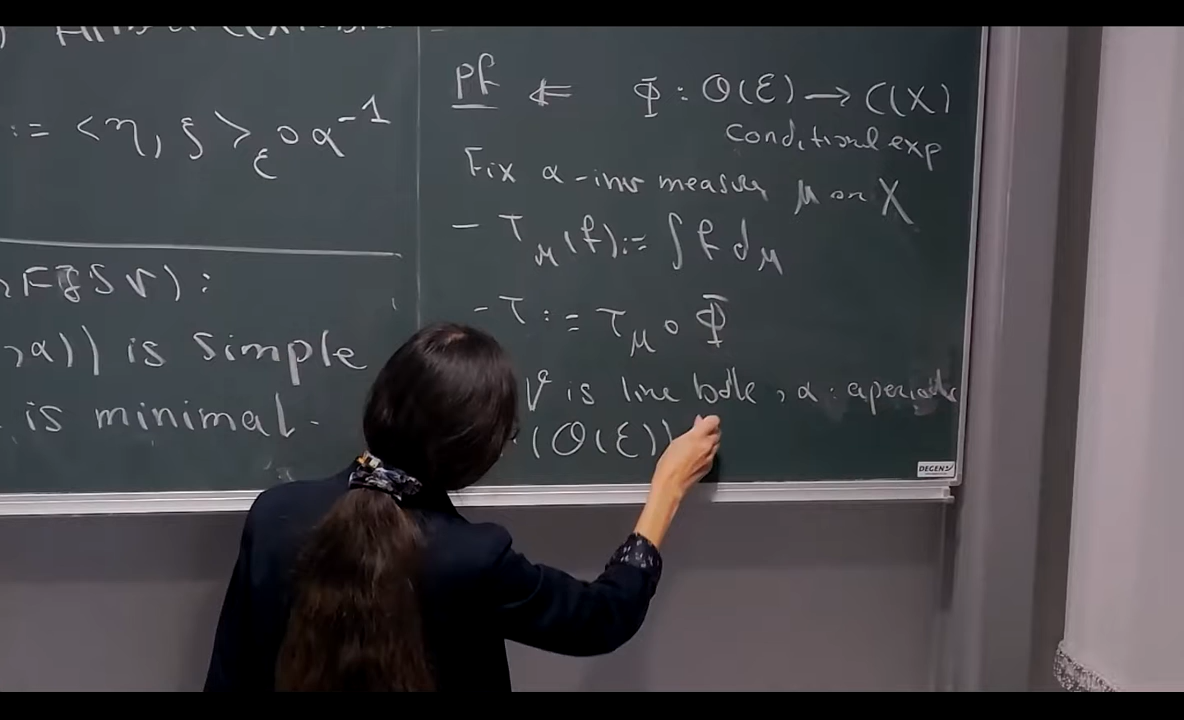 := <η, ξ>_ε ∘ α^{-1}
FGSV):
, α)) is simple
is minimal.
Pf ⇐ Φ : O(ε) → C(X)
conditional exp
Fix α-inv measure μ on X
- τ_μ(f) := ∫ f dμ
- τ := τ_μ ∘ Φ
V is line bdle, α: aperiodic
(O(ε))
DEGEN